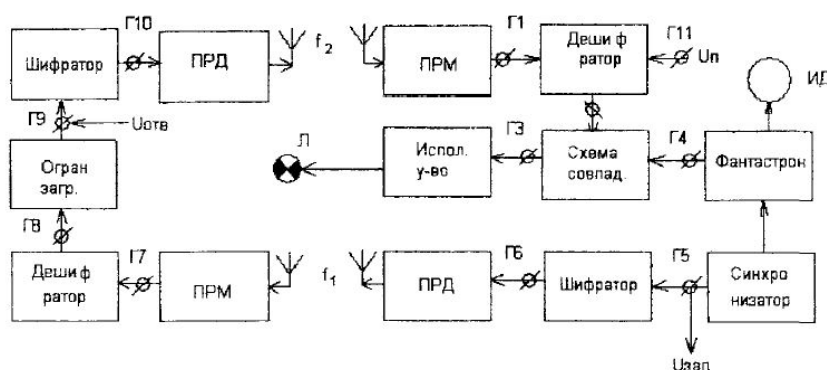 Г10
Шифратор
ПРД
f₂
ПРМ
Г1
Дешиф
ратор
Г11
Uп
ИД
Г9
Uотв
Огран
загр.
Л
Испол.
у-во
Г3
Схема
совпад.
Г4
Фантастрон
Г8
Дешиф
ратор
Г7
ПРМ
f₁
ПРД
Г6
Шифратор
Г5
Синхро
низатор
Uзап